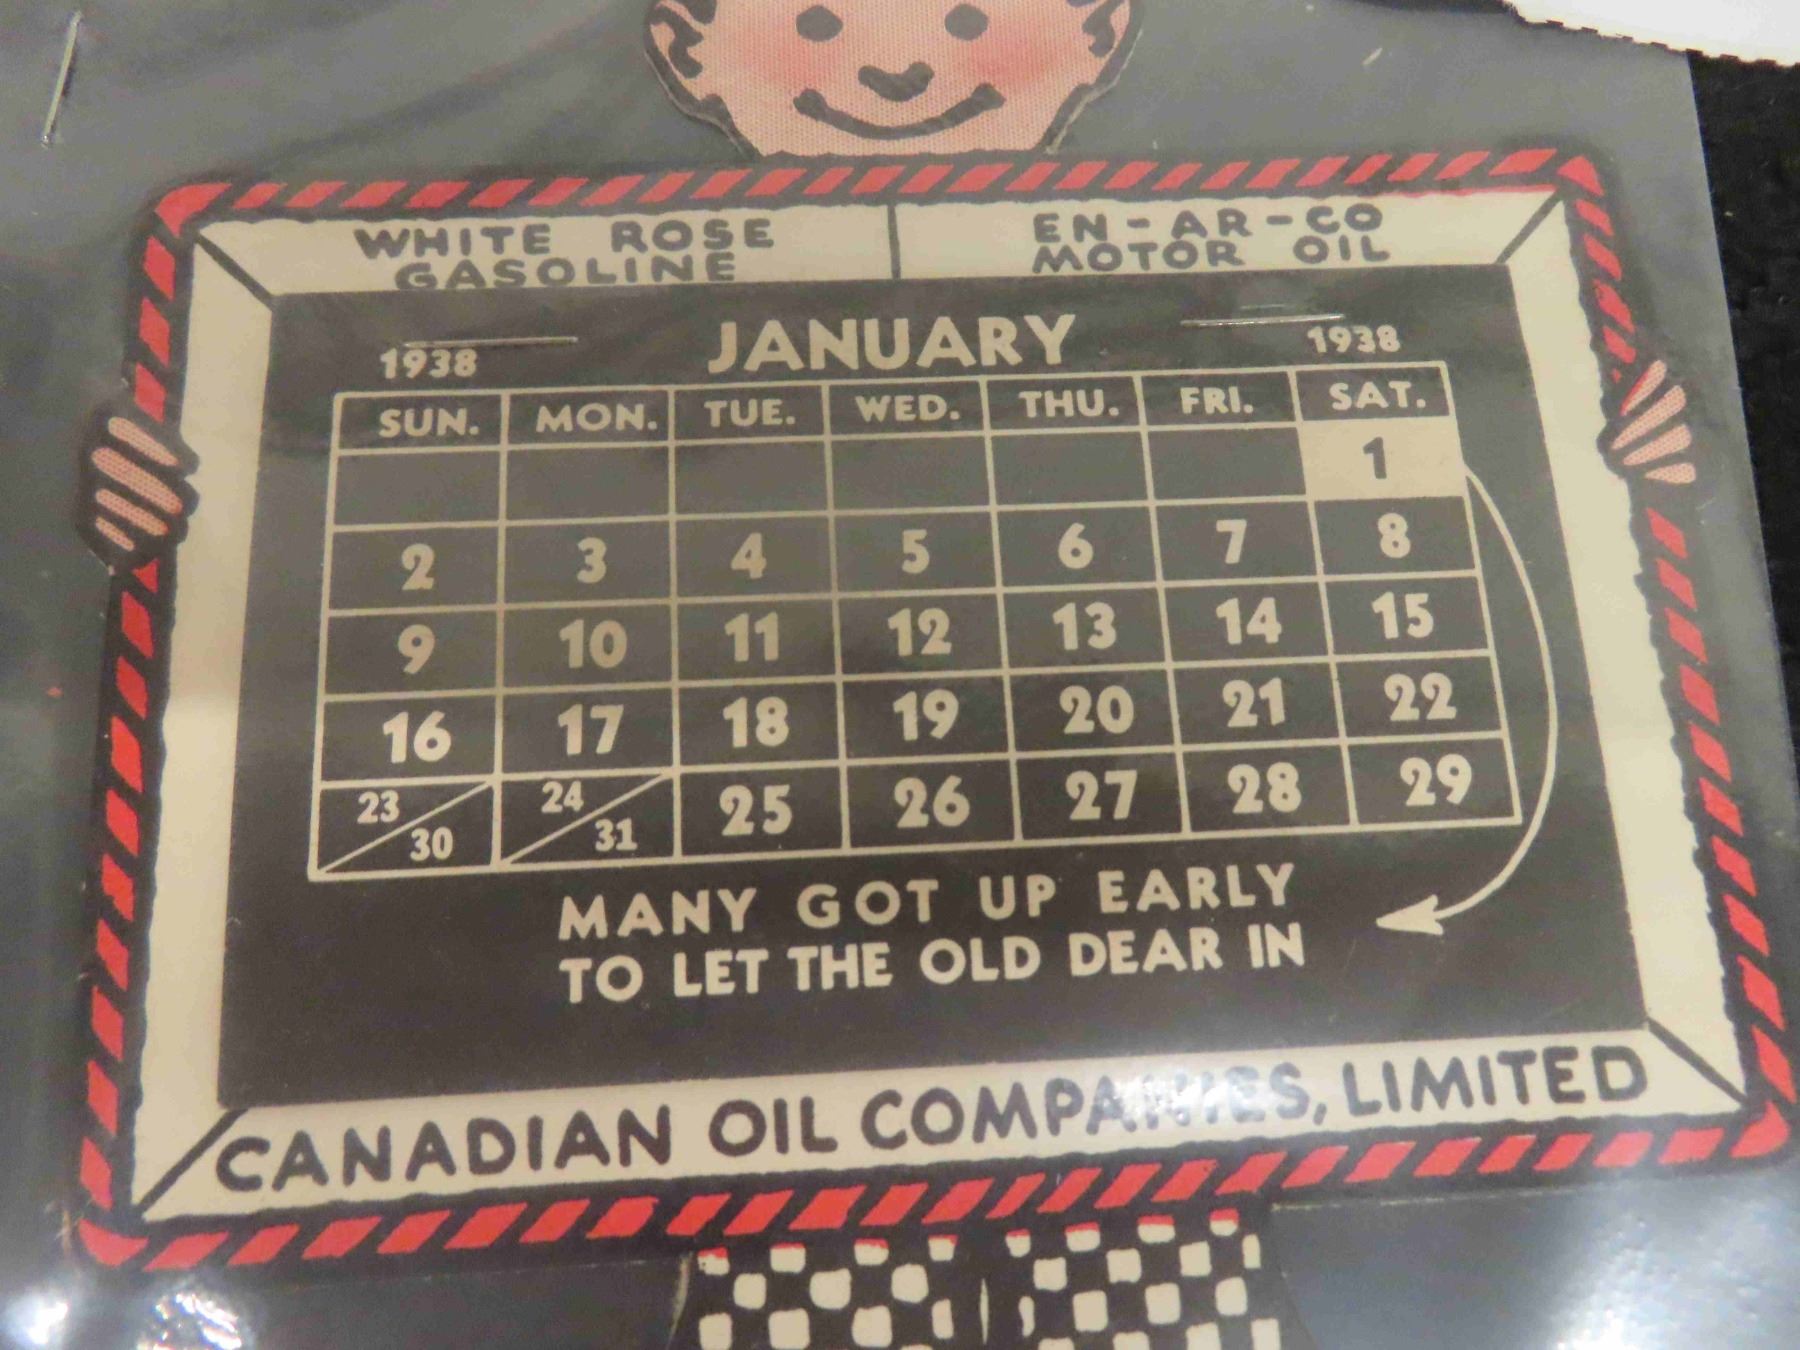 WHITE ROSE
GASOLINE
EN-AR-CO
MOTOR OIL
JANUARY
1938 1938
SUN. MON. TUE. WED. THU. FRI. SAT.
1
2 3 4 5 6 7 8
9 10 11 12 13 14 15
16 17 18 19 20 21 22
23/30 24/31 25 26 27 28 29
MANY GOT UP EARLY
TO LET THE OLD DEAR IN
CANADIAN OIL COMPANIES, LIMITED